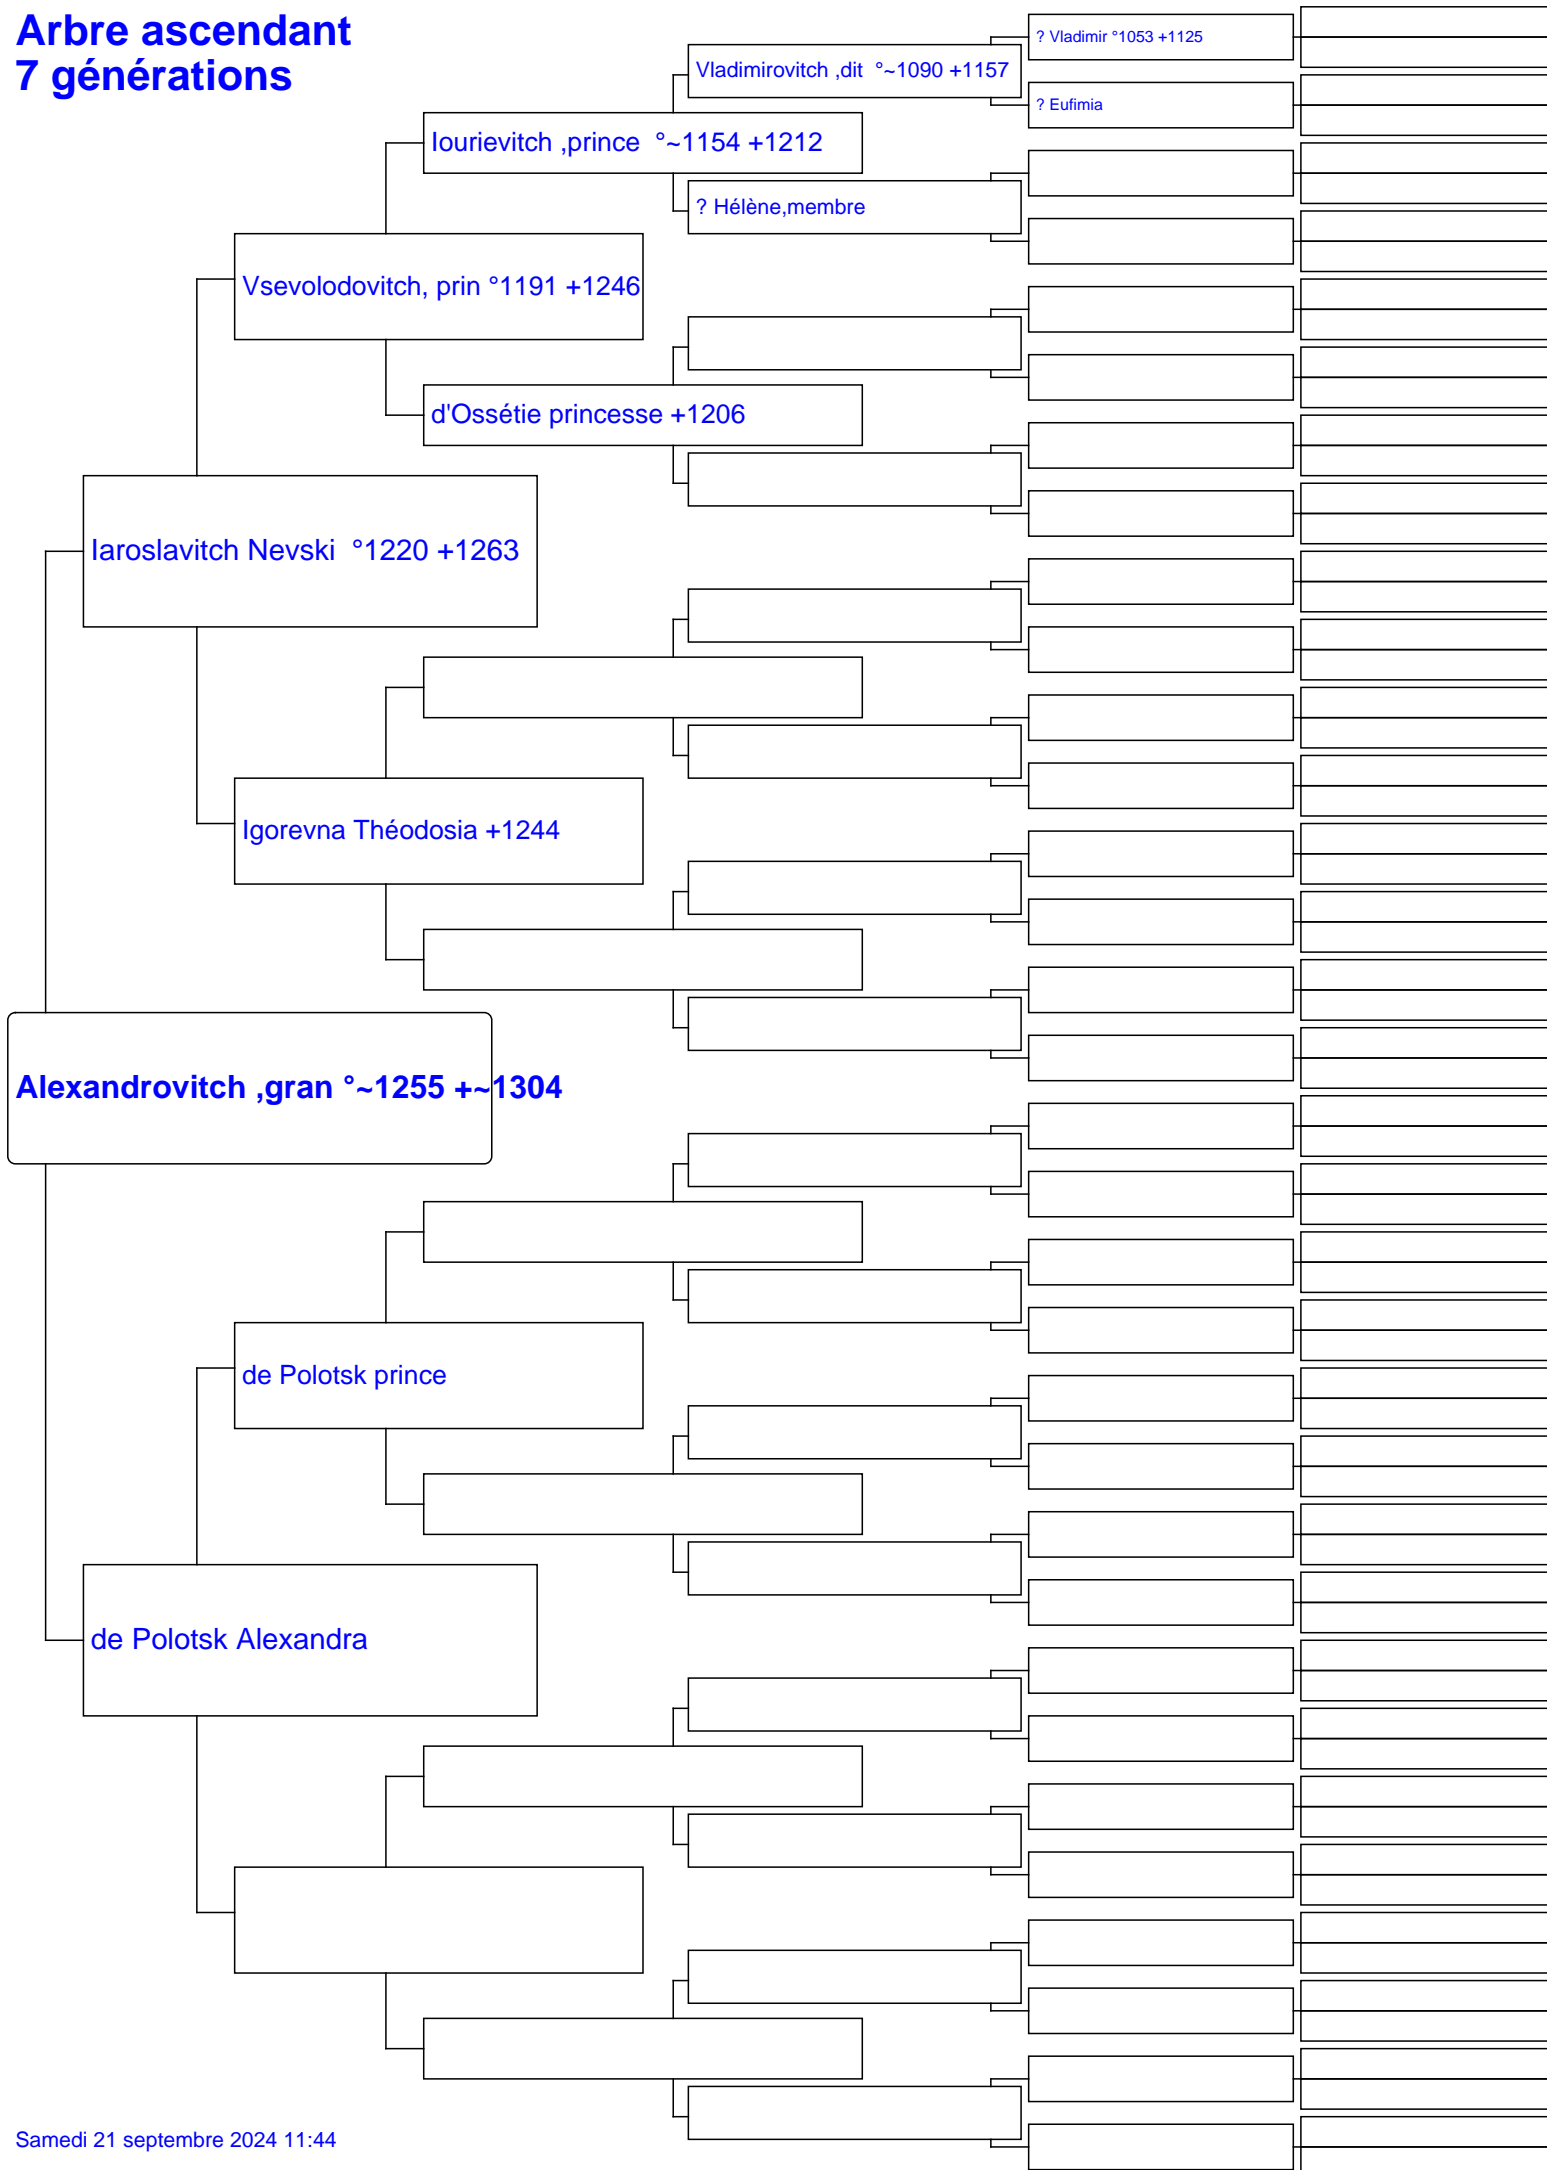 Arbre ascendant
7 générations
? Vladimir °1053 +1125
Vladimirovitch ,dit  °~1090 +1157
? Eufimia
Iourievitch ,prince  °~1154 +1212
? Hélène,membre
Vsevolodovitch, prin °1191 +1246
d'Ossétie princesse +1206
Iaroslavitch Nevski  °1220 +1263
Igorevna Théodosia +1244
Alexandrovitch ,gran °~1255 +~1304
de Polotsk prince
de Polotsk Alexandra
Samedi 21 septembre 2024 11:44